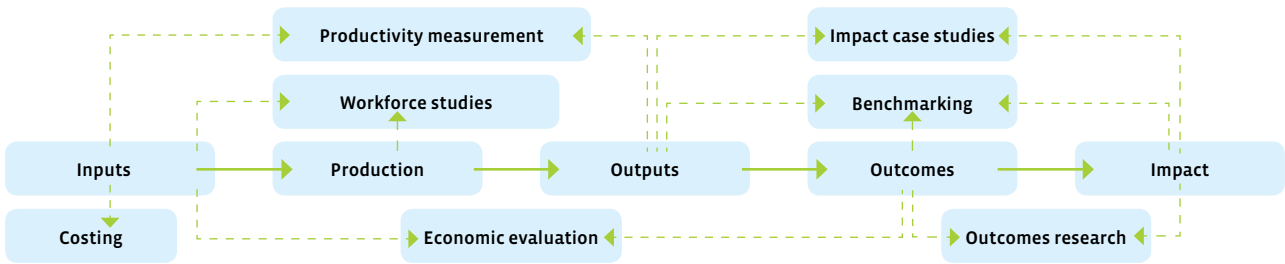 Productivity measurement
Impact case studies
Workforce studies
Benchmarking
Inputs
Production
Outputs
Outcomes
Impact
Costing
Economic evaluation
Outcomes research